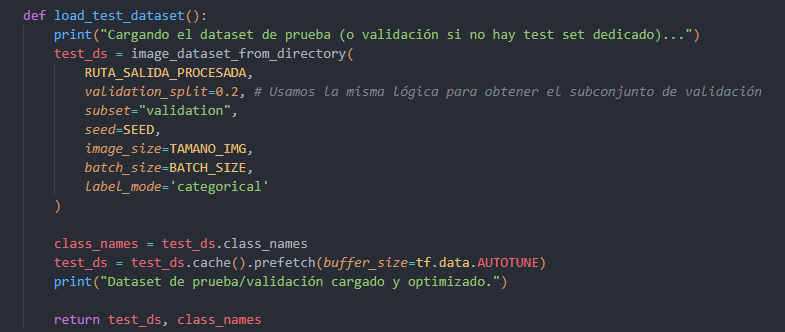 def load_test_dataset():
    print("Cargando el dataset de prueba (o validación si no hay test set dedicado)...")
    test_ds = image_dataset_from_directory(
        RUTA_SALIDA_PROCESADA,
        validation_split=0.2, # Usamos la misma lógica para obtener el subconjunto de validación
        subset="validation",
        seed=SEED,
        image_size=TAMANO_IMG,
        batch_size=BATCH_SIZE,
        label_mode='categorical'
    )

    class_names = test_ds.class_names
    test_ds = test_ds.cache().prefetch(buffer_size=tf.data.AUTOTUNE)
    print("Dataset de prueba/validación cargado y optimizado.")

    return test_ds, class_names